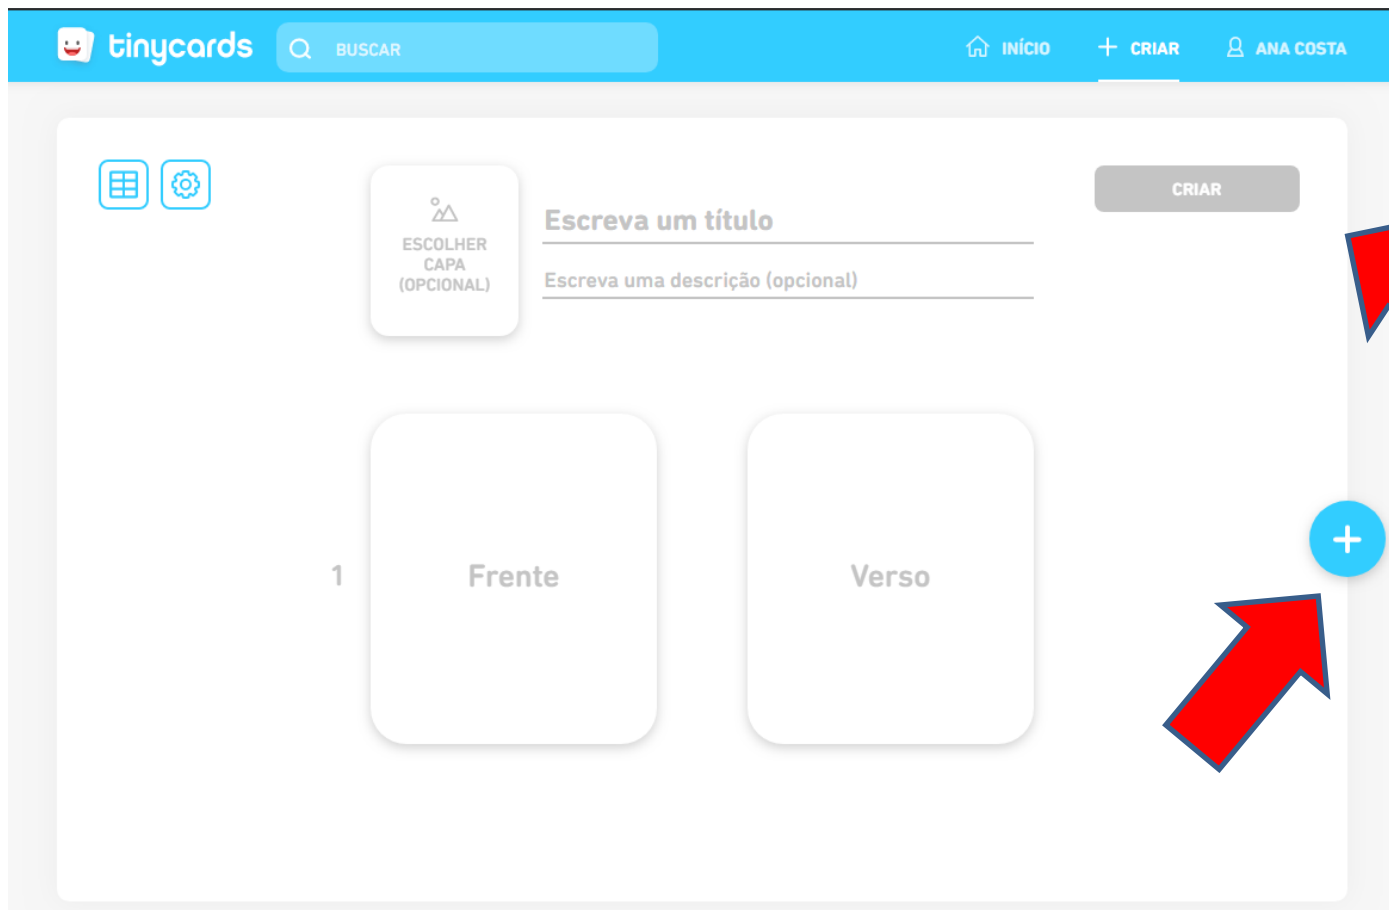 tinycards
BUSCAR
INÍCIO
CRIAR
ANA COSTA
ESCOLHER
CAPA
(OPCIONAL)
Escreva um título
Escreva uma descrição (opcional)
CRIAR
1
Frente
Verso